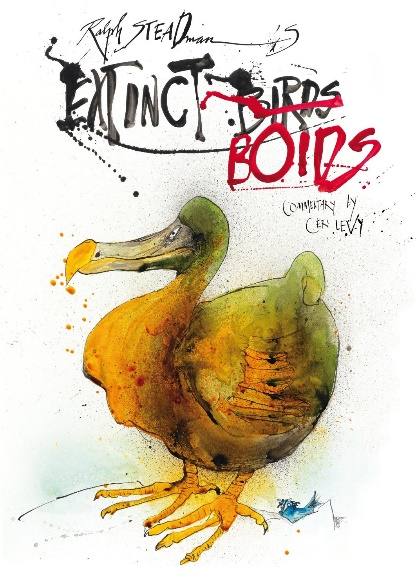 Ralph STEADman 'S
EXTINCT BIRDS
BOIDS
COMMENTARY by
CERI LEVY